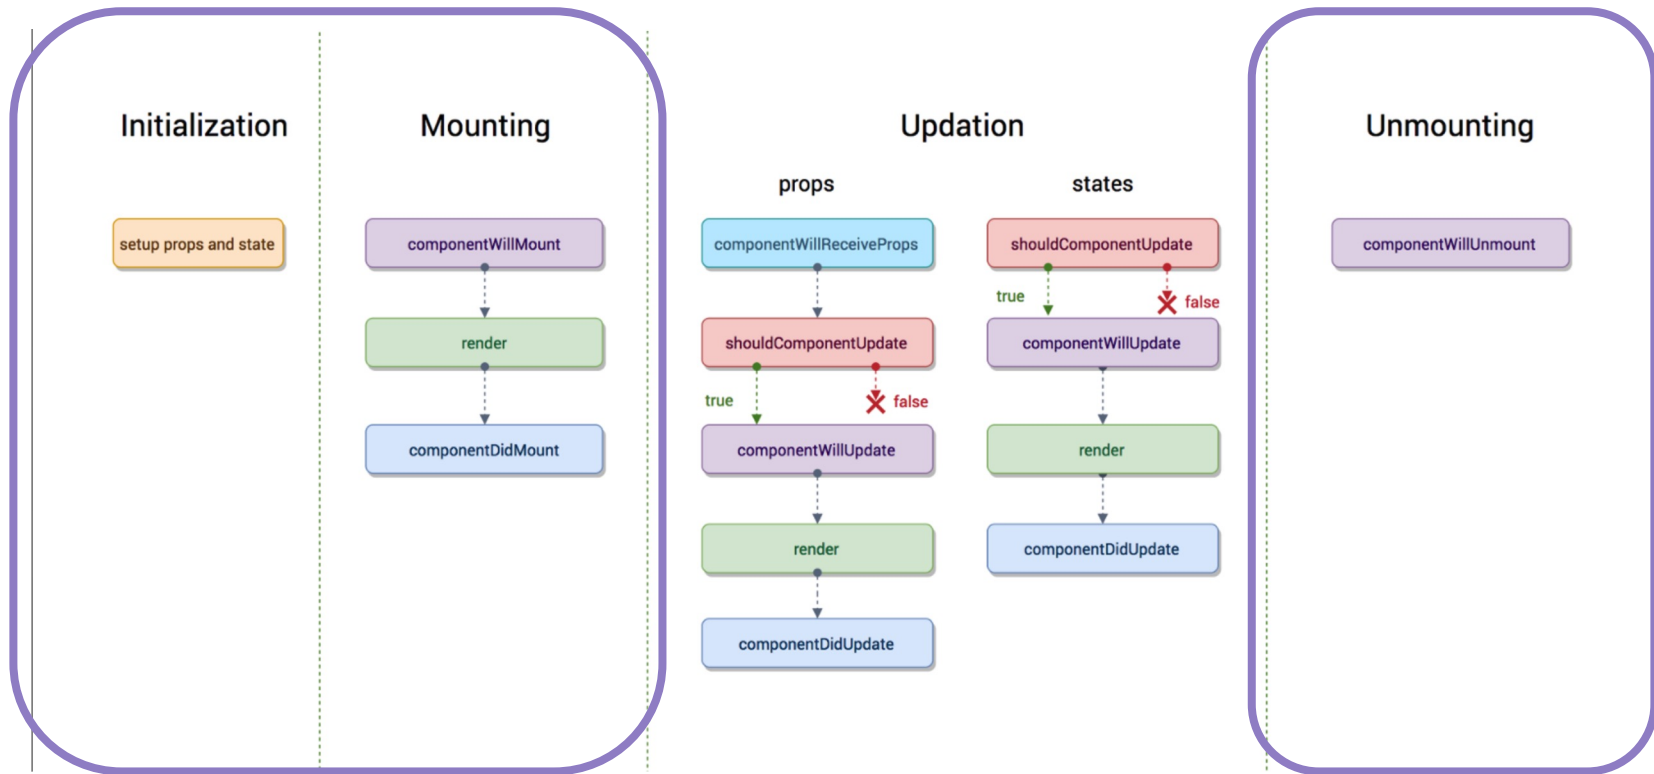 Initialization
Mounting
Updation
Unmounting
props
states
setup props and state
componentWillMount
render
componentDidMount
componentWillReceiveProps
shouldComponentUpdate
true
false
componentWillUpdate
render
componentDidUpdate
shouldComponentUpdate
true
false
componentWillUpdate
render
componentDidUpdate
componentWillUnmount